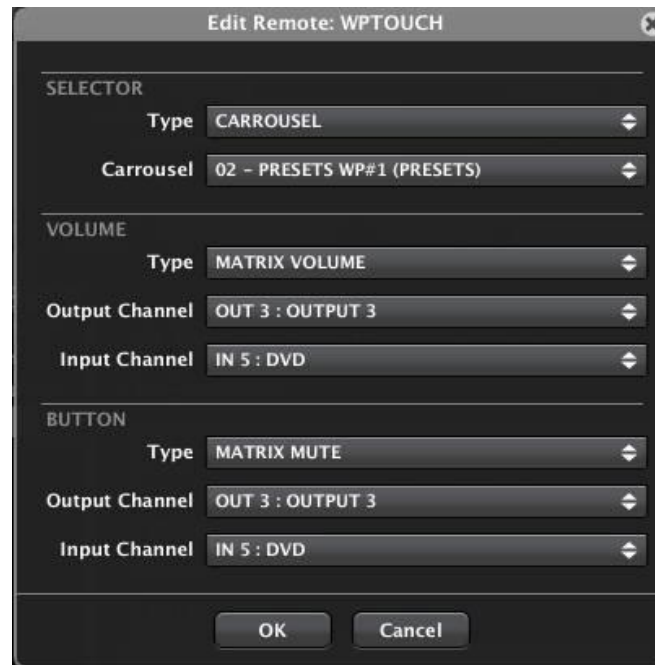 Edit Remote: WPTOUCH
SELECTOR
Type CARROUSEL
Carrousel 02 – PRESETS WP#1 (PRESETS)
VOLUME
Type MATRIX VOLUME
Output Channel OUT 3 : OUTPUT 3
Input Channel IN 5 : DVD
BUTTON
Type MATRIX MUTE
Output Channel OUT 3 : OUTPUT 3
Input Channel IN 5 : DVD
OK Cancel